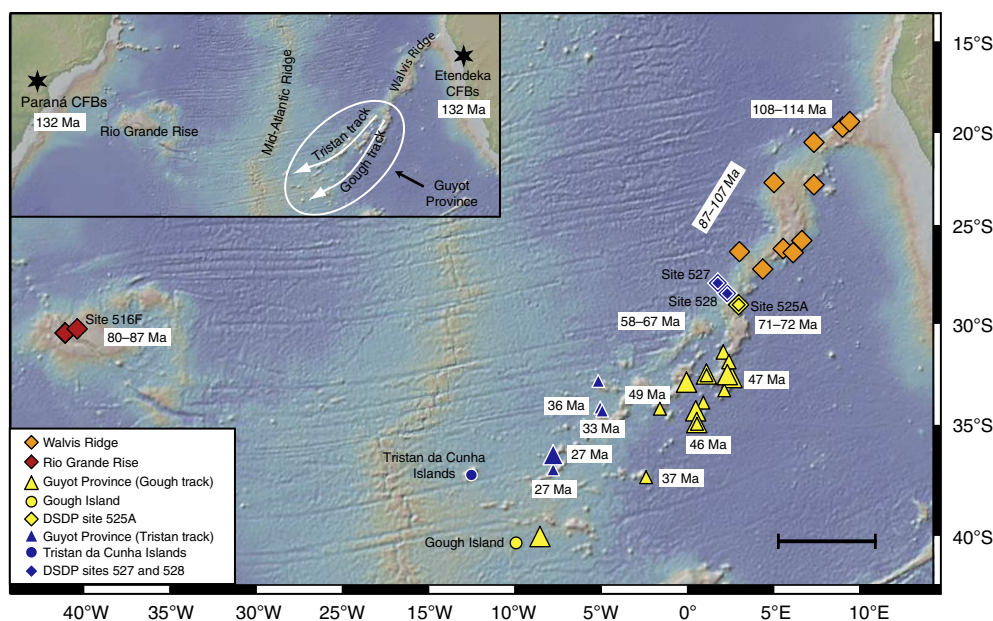 Paraná CFBs
132 Ma
Rio Grande Rise
Mid-Atlantic Ridge
Walvis Ridge
Etendeka
CFBs
132 Ma
Tristan track
Gough track
Guyot
Province
108–114 Ma
87–107 Ma
Site 527
Site 528
Site 525A
71–72 Ma
58–67 Ma
Site 516F
80–87 Ma
49 Ma
47 Ma
36 Ma
33 Ma
46 Ma
27 Ma
27 Ma
37 Ma
Tristan da Cunha
Islands
Gough Island
Walvis Ridge
Rio Grande Rise
Guyot Province (Gough track)
Gough Island
DSDP site 525A
Guyot Province (Tristan track)
Tristan da Cunha Islands
DSDP sites 527 and 528
15°S
20°S
25°S
30°S
35°S
40°S
40°W
35°W
30°W
25°W
20°W
15°W
10°W
5°W
0°
5°E
10°E